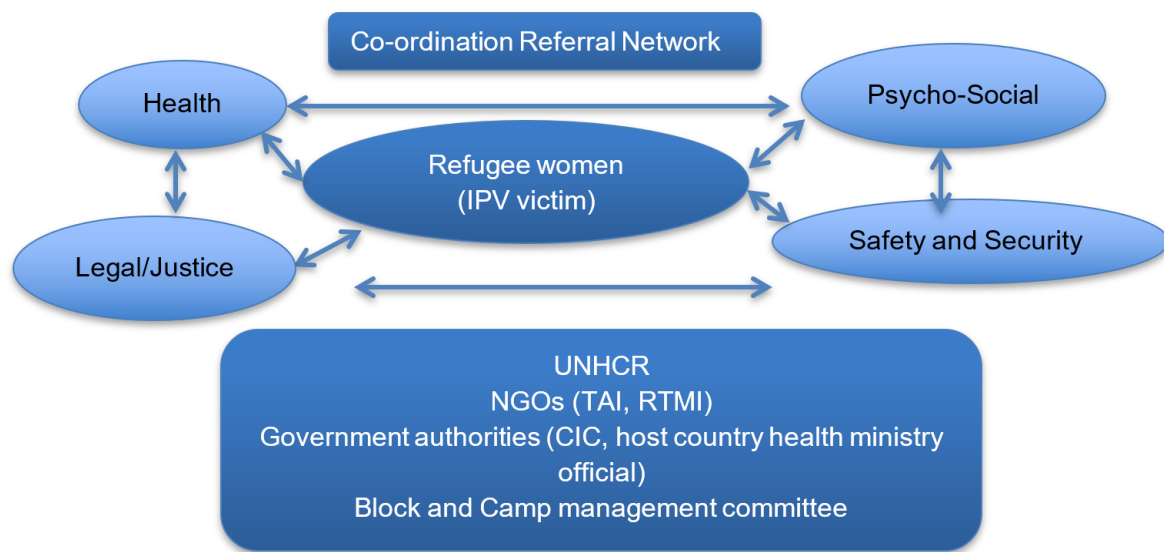 Co-ordination Referral Network
Health
Psycho-Social
Refugee women
(IPV victim)
Legal/Justice
Safety and Security
UNHCR
NGOs (TAI, RTMI)
Government authorities (CIC, host country health ministry
official)
Block and Camp management committee